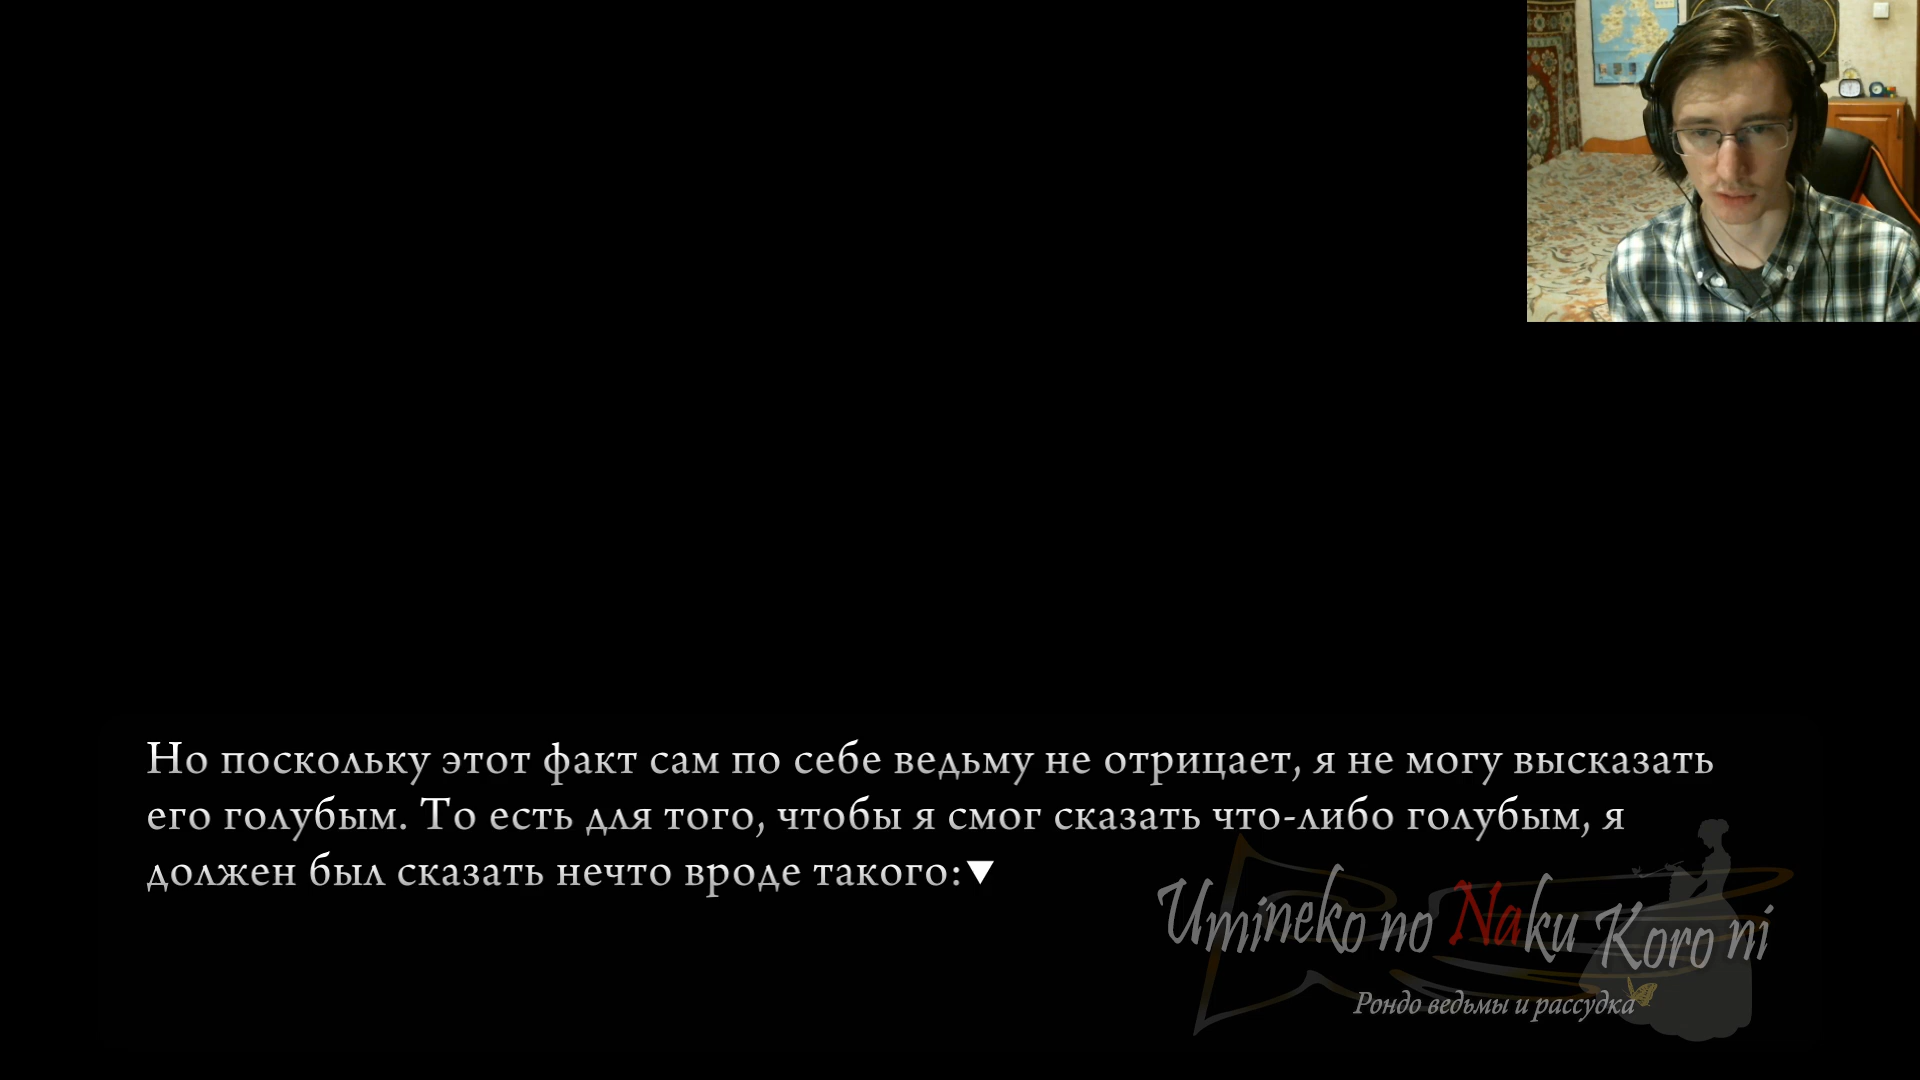 Но поскольку этот факт сам по себе ведьму не отрицает, я не могу высказать
его голубым. То есть для того, чтобы я смог сказать что-либо голубым, я
должен был сказать нечто вроде такого:▼
Umineko no Naku Koro ni
Рондо ведьмы и рассудка